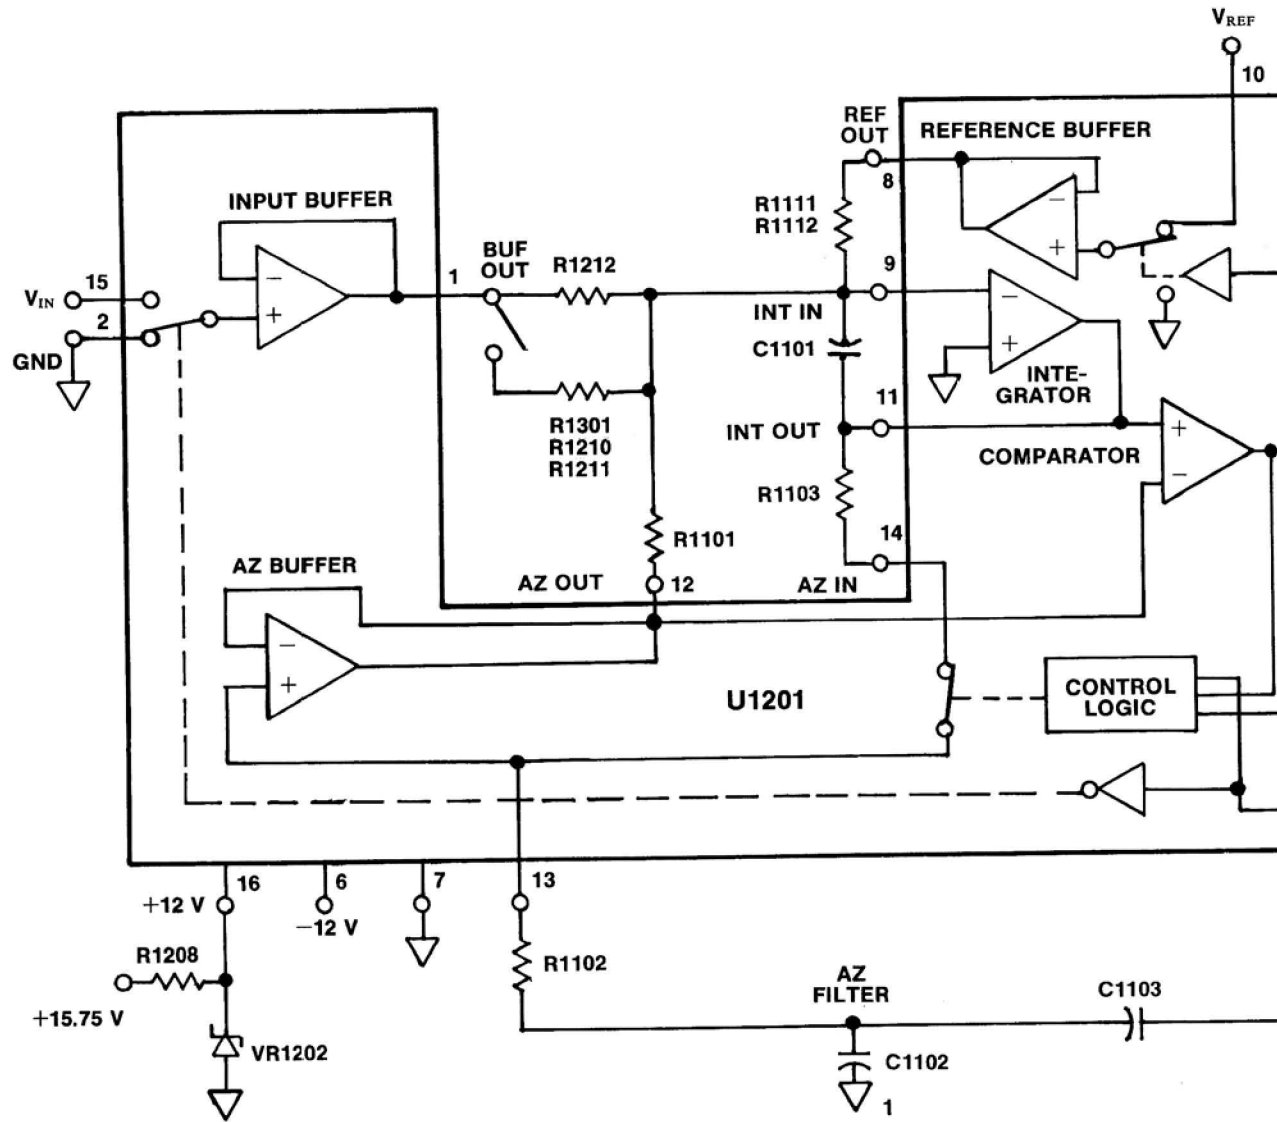 VREF
10
REF
OUT
REFERENCE BUFFER
8
−
+
R1111
R1112
INPUT BUFFER
−
+
15
VIN
2
GND
1
BUF
OUT
R1212
9
INT IN
−
+
C1101
INTE-
GRATOR
11
INT OUT
R1301
R1210
R1211
COMPARATOR
+
−
R1103
R1101
14
AZ BUFFER
AZ OUT
12
AZ IN
−
+
U1201
CONTROL
LOGIC
16
6
7
13
+12 V
−12 V
R1208
R1102
+15.75 V
VR1202
AZ
FILTER
C1103
C1102
1